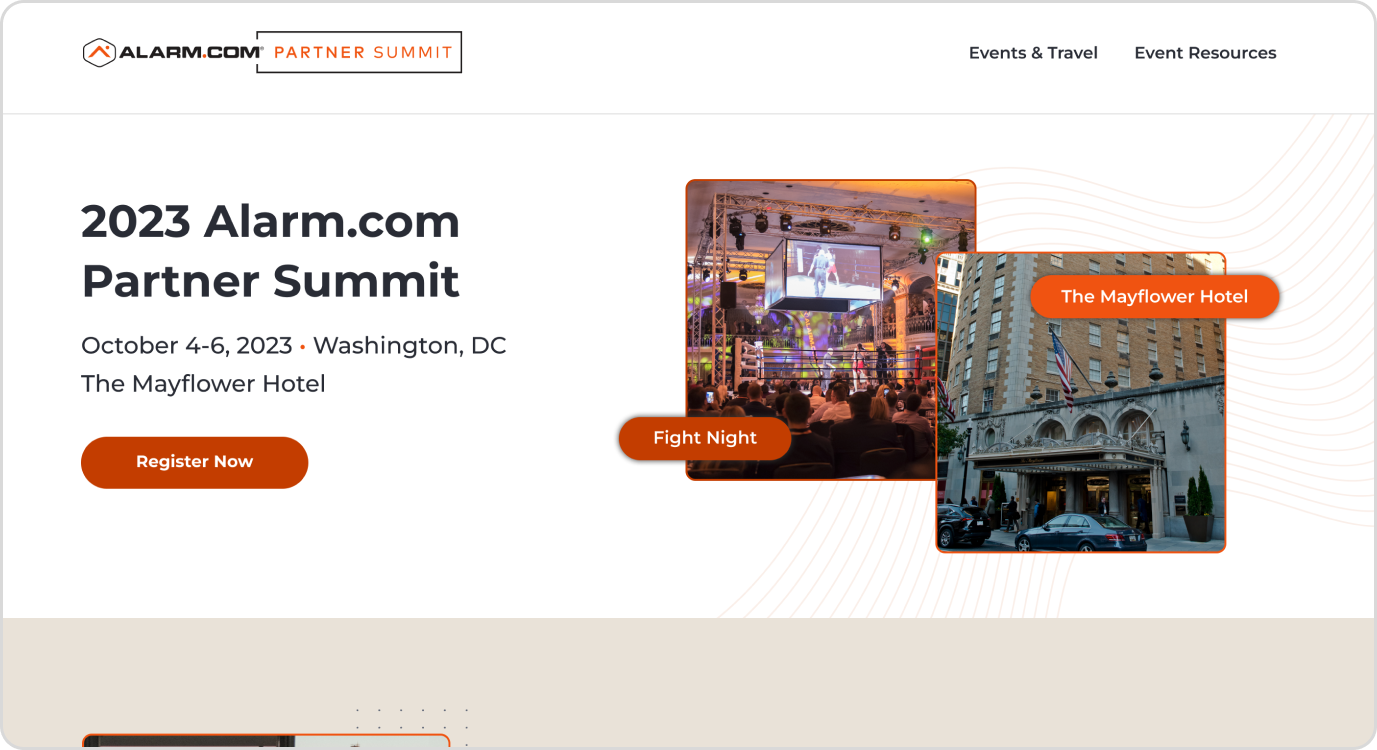 ALARM.COM® PARTNER SUMMIT
Events & Travel
Event Resources
2023 Alarm.com
Partner Summit
October 4-6, 2023 • Washington, DC
The Mayflower Hotel
Register Now
Fight Night
The Mayflower Hotel